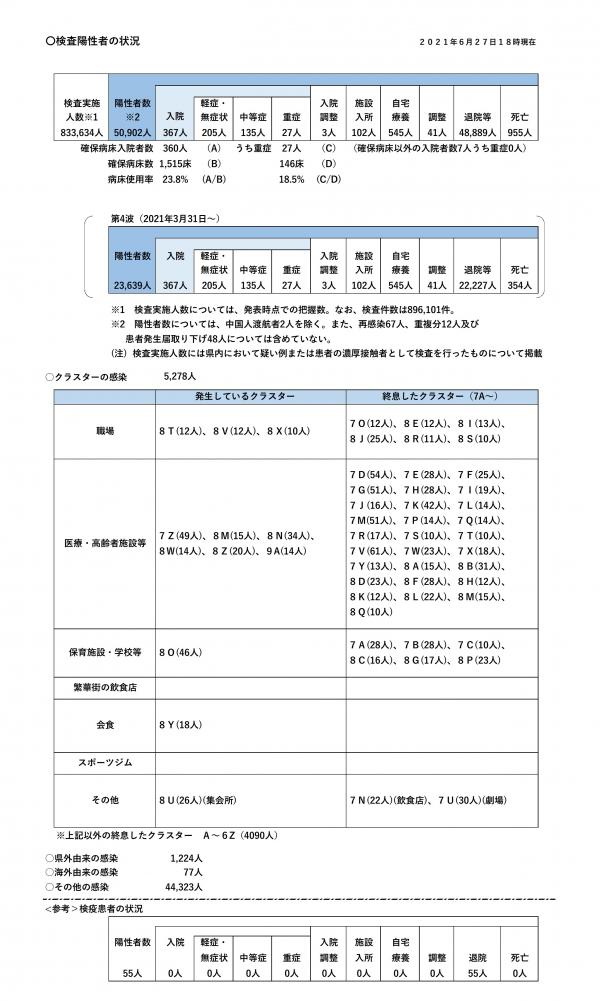 〇検査陽性者の状況
２０２１年６月２７日１８時現在
検査実施人数※1 陽性者数※2 入院 軽症・無症状 中等症 重症 入院調整 施設入所 自宅療養 調整 退院等 死亡
833,634人 50,902人 367人 205人 135人 27人 3人 102人 545人 41人 48,889人 955人
確保病床入院者数 360人 （A） うち重症 27人 （C） （確保病床以外の入院者数7人うち重症0人）
確保病床数 1,515床 （B） 146床 （D）
病床使用率 23.8% （A/B） 18.5% （C/D）
第4波（2021年3月31日～）
陽性者数 入院 軽症・無症状 中等症 重症 入院調整 施設入所 自宅療養 調整 退院等 死亡
23,639人 367人 205人 135人 27人 3人 102人 545人 41人 22,227人 354人
※1 検査実施人数については、発表時点での把握数。なお、検査件数は896,101件。
※2 陽性者数については、中国人渡航者2人を除く。また、再感染67人、重複分12人及び
患者発生届取り下げ48人については含めていない。
（注）検査実施人数には県内において疑い例または患者の濃厚接触者として検査を行ったものについて掲載
〇クラスターの感染 5,278人
発生しているクラスター 終息したクラスター（7A～）
職場
８Ｔ(12人)、８Ｖ(12人)、８Ｘ(10人)
７Ｏ(12人)、８Ｅ(12人)、８Ｉ(13人)、
８Ｊ(25人)、８Ｒ(11人)、８Ｓ(10人)
医療・高齢者施設等
７Ｚ(49人)、８Ｍ(15人)、８Ｎ(34人)、
８Ｗ(14人)、８Ｚ(20人)、９Ａ(14人)
７Ｄ(54人)、７Ｅ(28人)、７Ｆ(25人)、
７Ｇ(51人)、７Ｈ(28人)、７Ｉ(19人)、
７Ｊ(16人)、７Ｋ(42人)、７Ｌ(14人)、
７Ｍ(51人)、７Ｐ(14人)、７Ｑ(14人)、
７Ｒ(17人)、７Ｓ(10人)、７Ｔ(10人)、
７Ｖ(61人)、７Ｗ(23人)、７Ｘ(18人)、
７Ｙ(13人)、８Ａ(15人)、８Ｂ(31人)、
８Ｄ(23人)、８Ｆ(28人)、８Ｈ(12人)、
８Ｋ(12人)、８Ｌ(22人)、８Ｍ(15人)、
８Ｑ(10人)
保育施設・学校等
８Ｏ(46人)
７Ａ(28人)、７Ｂ(28人)、７Ｃ(10人)、
８Ｃ(16人)、８Ｇ(17人)、８Ｐ(23人)
繁華街の飲食店
会食
８Ｙ(18人)
スポーツジム
その他
８Ｕ(26人)(集会所)
７Ｎ(22人)(飲食店)、７Ｕ(30人)(劇場)
※上記以外の終息したクラスター Ａ～６Ｚ（4090人）
〇県外由来の感染 1,224人
〇海外由来の感染 77人
〇その他の感染 44,323人
<参考>検疫患者の状況
陽性者数 入院 軽症・無症状 中等症 重症 入院調整 施設入所 自宅療養 調整 退院 死亡
55人 0人 0人 0人 0人 0人 0人 0人 0人 55人 0人